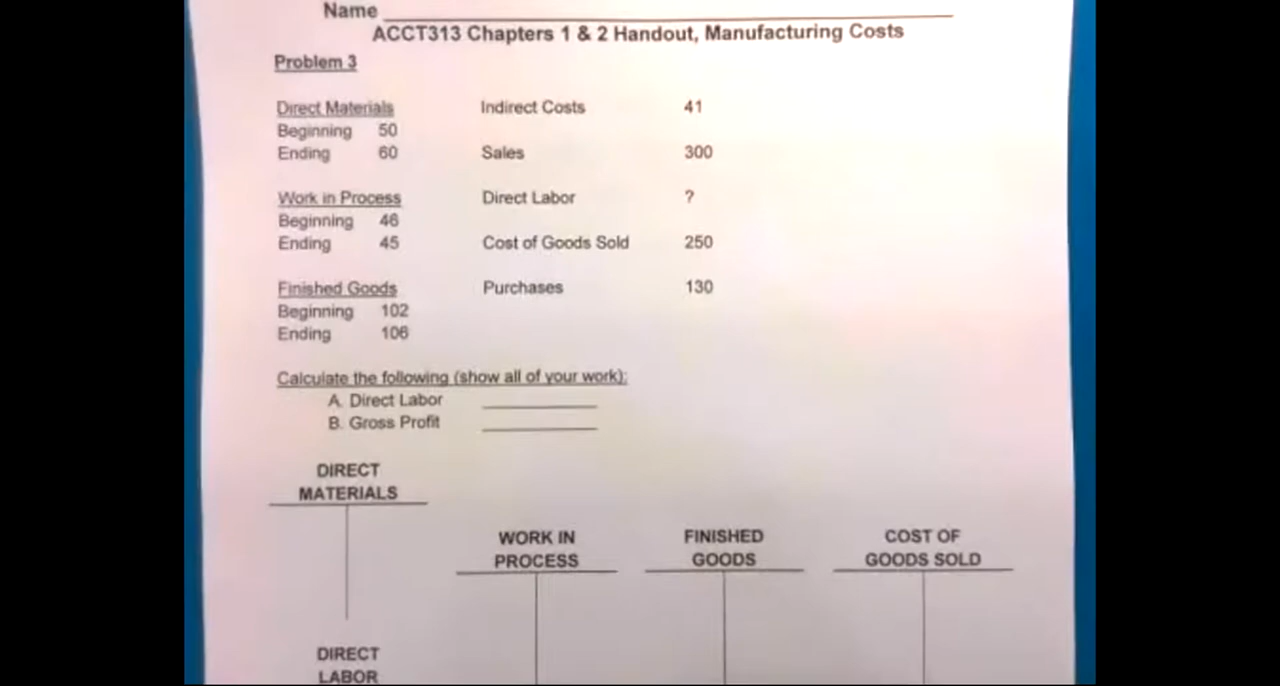 Name
ACCT313 Chapters 1 & 2 Handout, Manufacturing Costs
Problem 3
Direct Materials Indirect Costs 41
Beginning 50
Ending 60 Sales 300
Work in Process Direct Labor ?
Beginning 46
Ending 45 Cost of Goods Sold 250
Finished Goods Purchases 130
Beginning 102
Ending 106
Calculate the following (show all of your work):
A. Direct Labor
B. Gross Profit
DIRECT
MATERIALS
WORK IN FINISHED COST OF
PROCESS GOODS GOODS SOLD
DIRECT
LABOR